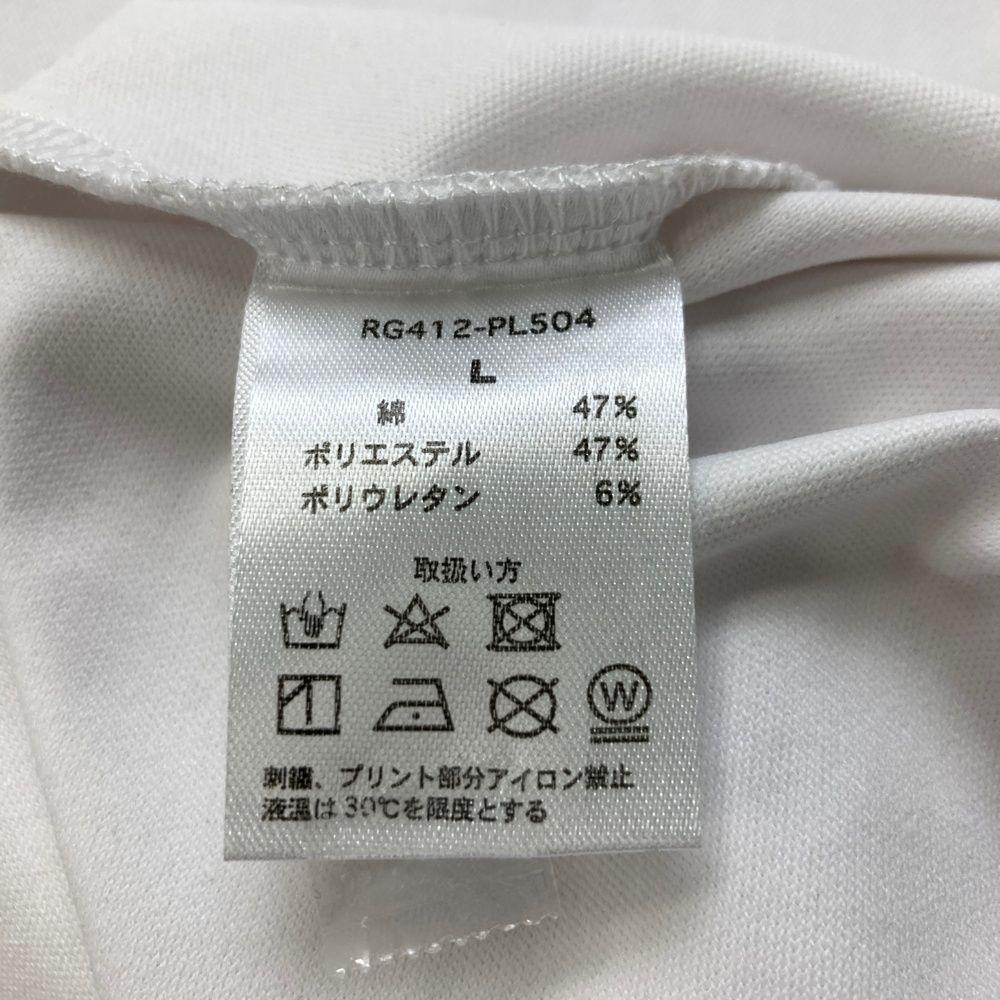 RG412-PL504
L
綿 47%
ポリエステル 47%
ポリウレタン 6%
取扱い方
W
刺繍、プリント部分アイロン禁止
液温は30℃を限度とする